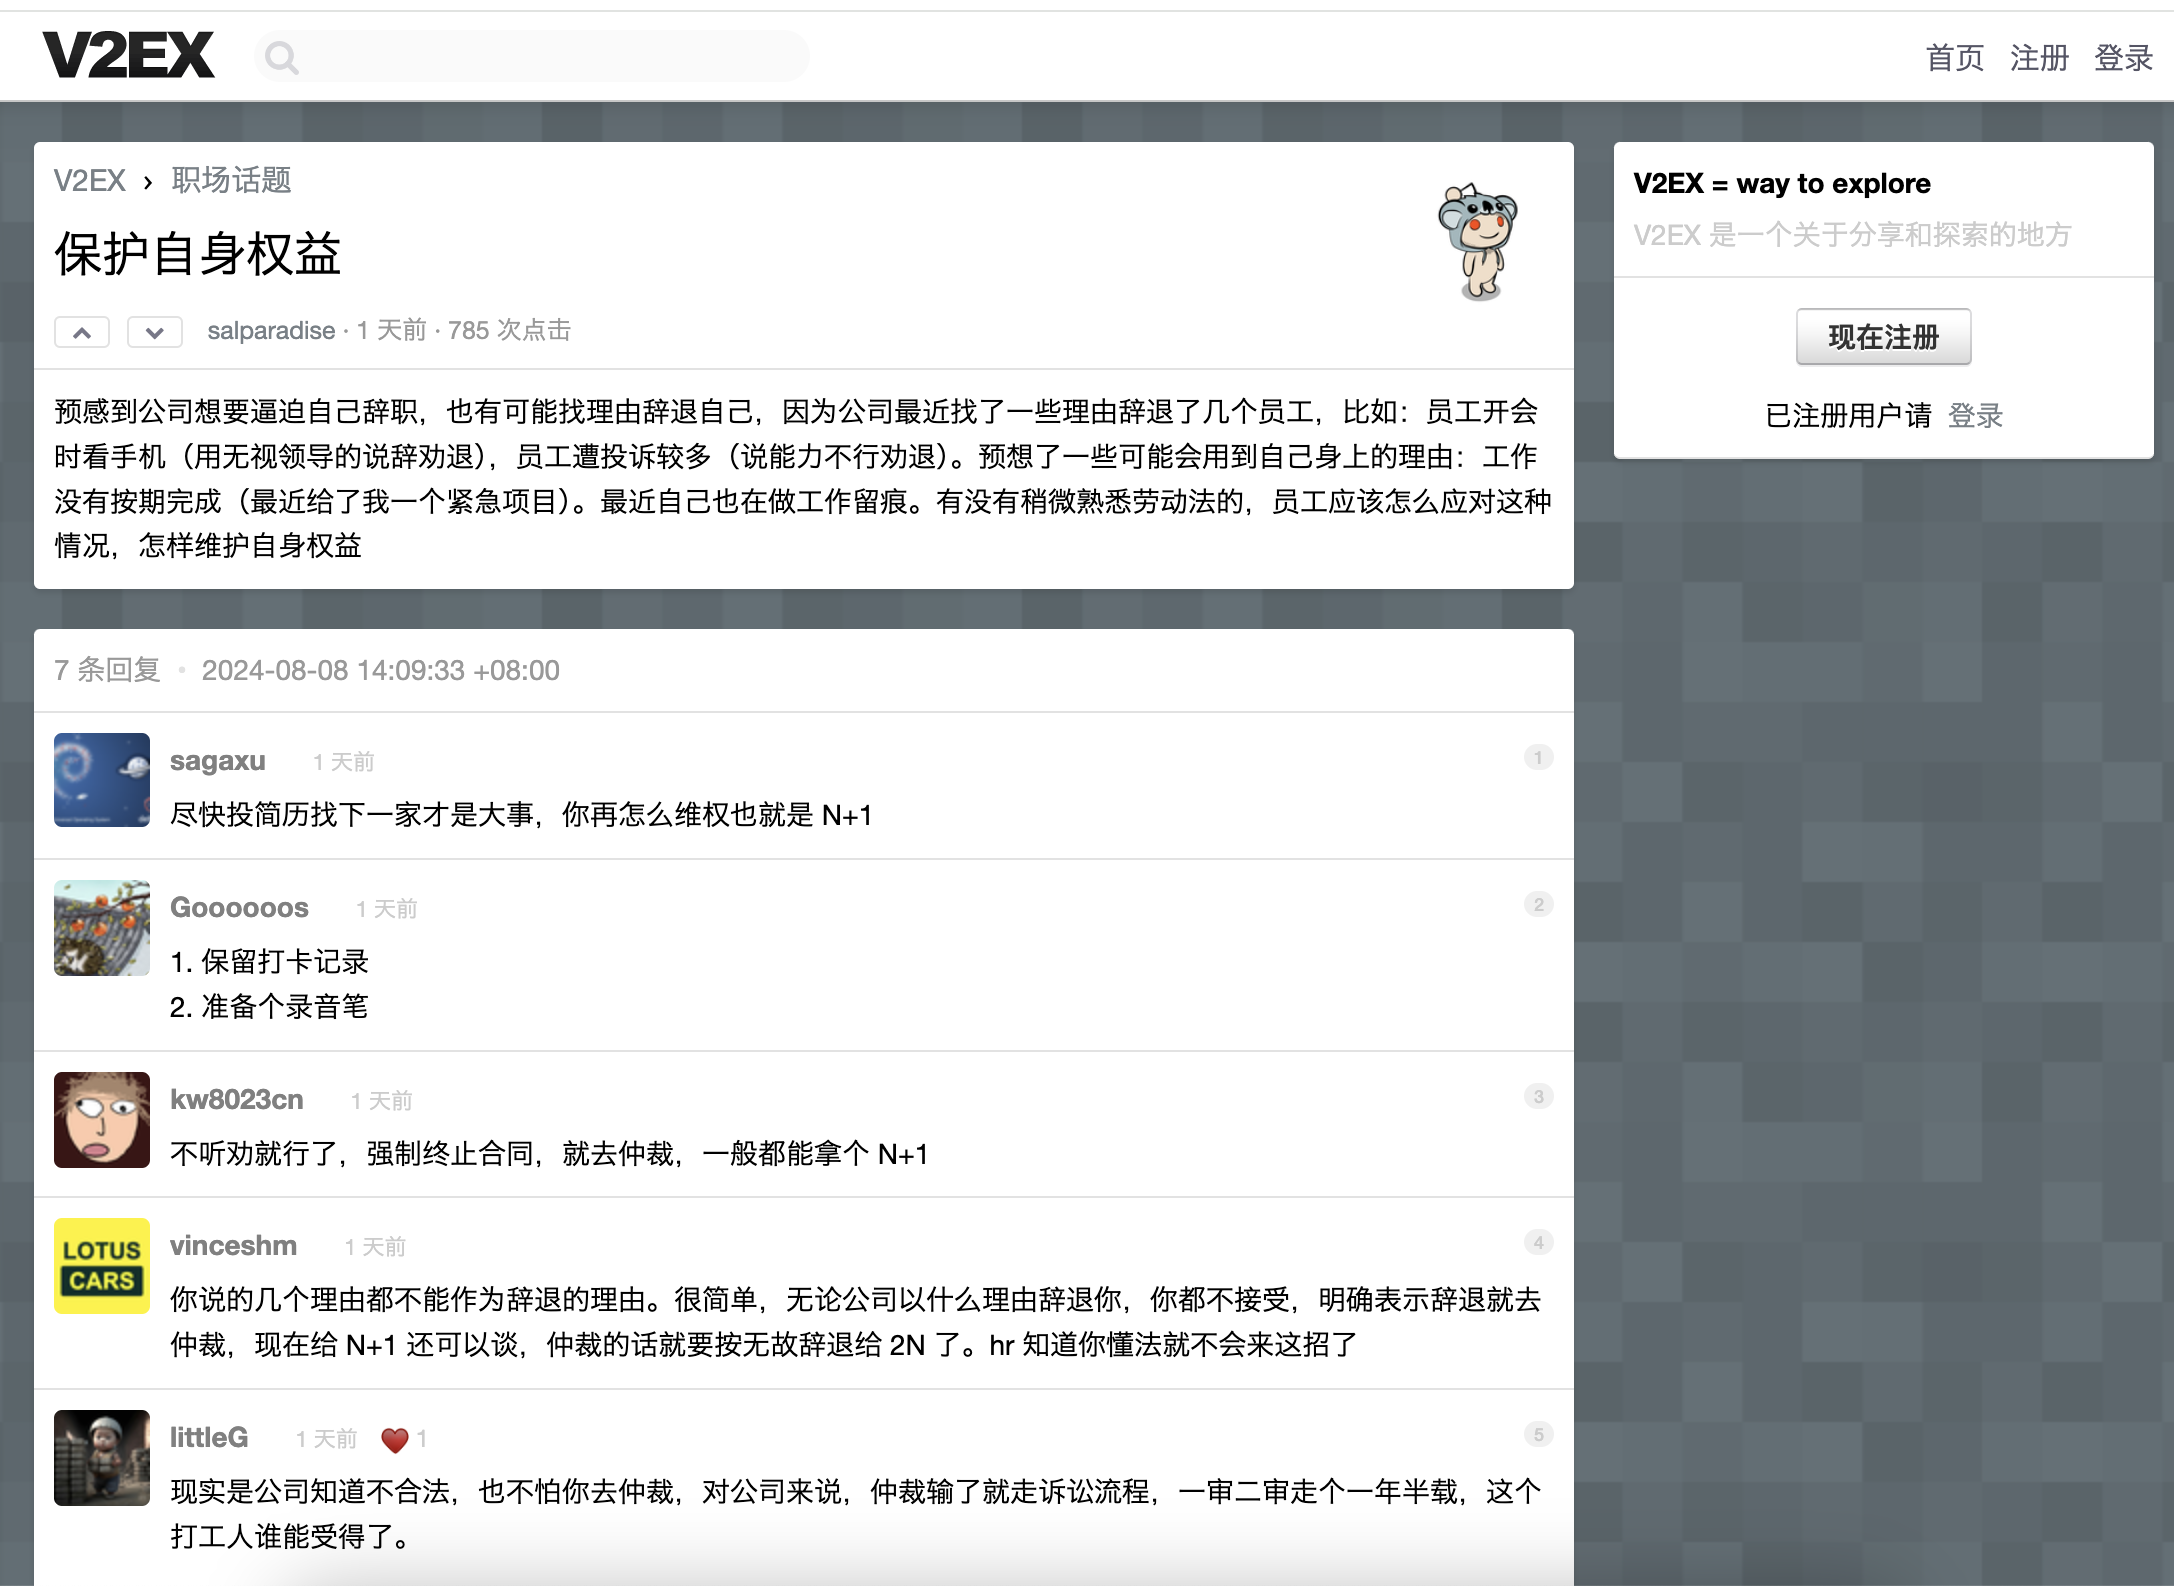 V2EX
首页 注册 登录
V2EX › 职场话题
保护自身权益
salparadise · 1 天前 · 785 次点击
预感到公司想要逼迫自己辞职，也有可能找理由辞退自己，因为公司最近找了一些理由辞退了几个员工，比如：员工开会
时看手机（用无视领导的说辞劝退），员工遭投诉较多（说能力不行劝退）。预想了一些可能会用到自己身上的理由：工作
没有按期完成（最近给了我一个紧急项目）。最近自己也在做工作留痕。有没有稍微熟悉劳动法的，员工应该怎么应对这种
情况，怎样维护自身权益
V2EX = way to explore
V2EX 是一个关于分享和探索的地方
现在注册
已注册用户请 登录
7 条回复 • 2024-08-08 14:09:33 +08:00
sagaxu 1 天前 1
尽快投简历找下一家才是大事，你再怎么维权也就是 N+1
Goooooos 1 天前 2
1. 保留打卡记录
2. 准备个录音笔
kw8023cn 1 天前 3
不听劝就行了，强制终止合同，就去仲裁，一般都能拿个 N+1
LOTUS
CARS
vinceshm 1 天前 4
你说的几个理由都不能作为辞退的理由。很简单，无论公司以什么理由辞退你，你都不接受，明确表示辞退就去
仲裁，现在给 N+1 还可以谈，仲裁的话就要按无故辞退给 2N 了。hr 知道你懂法就不会来这招了
littleG 1 天前 ❤️ 1 5
现实是公司知道不合法，也不怕你去仲裁，对公司来说，仲裁输了就走诉讼流程，一审二审走个一年半载，这个
打工人谁能受得了。